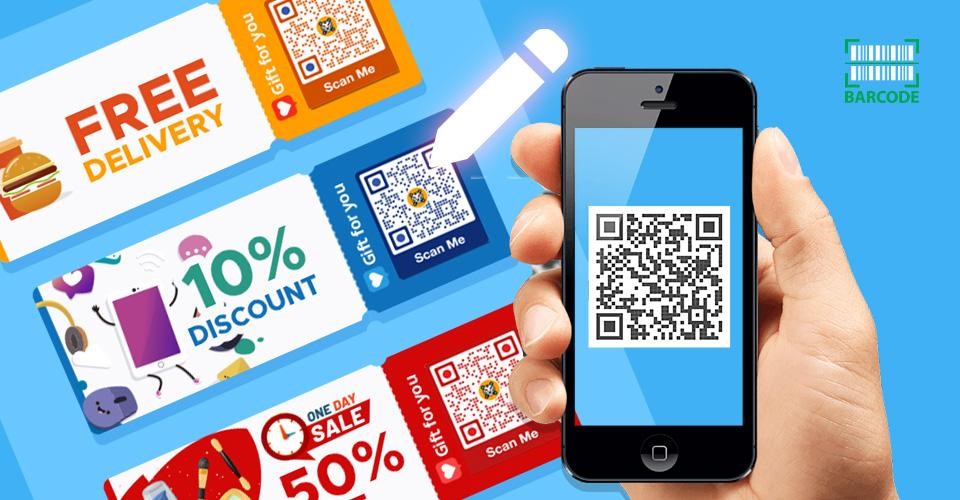 FREE
DELIVERY
Gift for you
Scan Me
10%
DISCOUNT
Gift for you
Scan Me
ONE DAY
SALE
50%
Gift for you
Scan Me
BARCODE